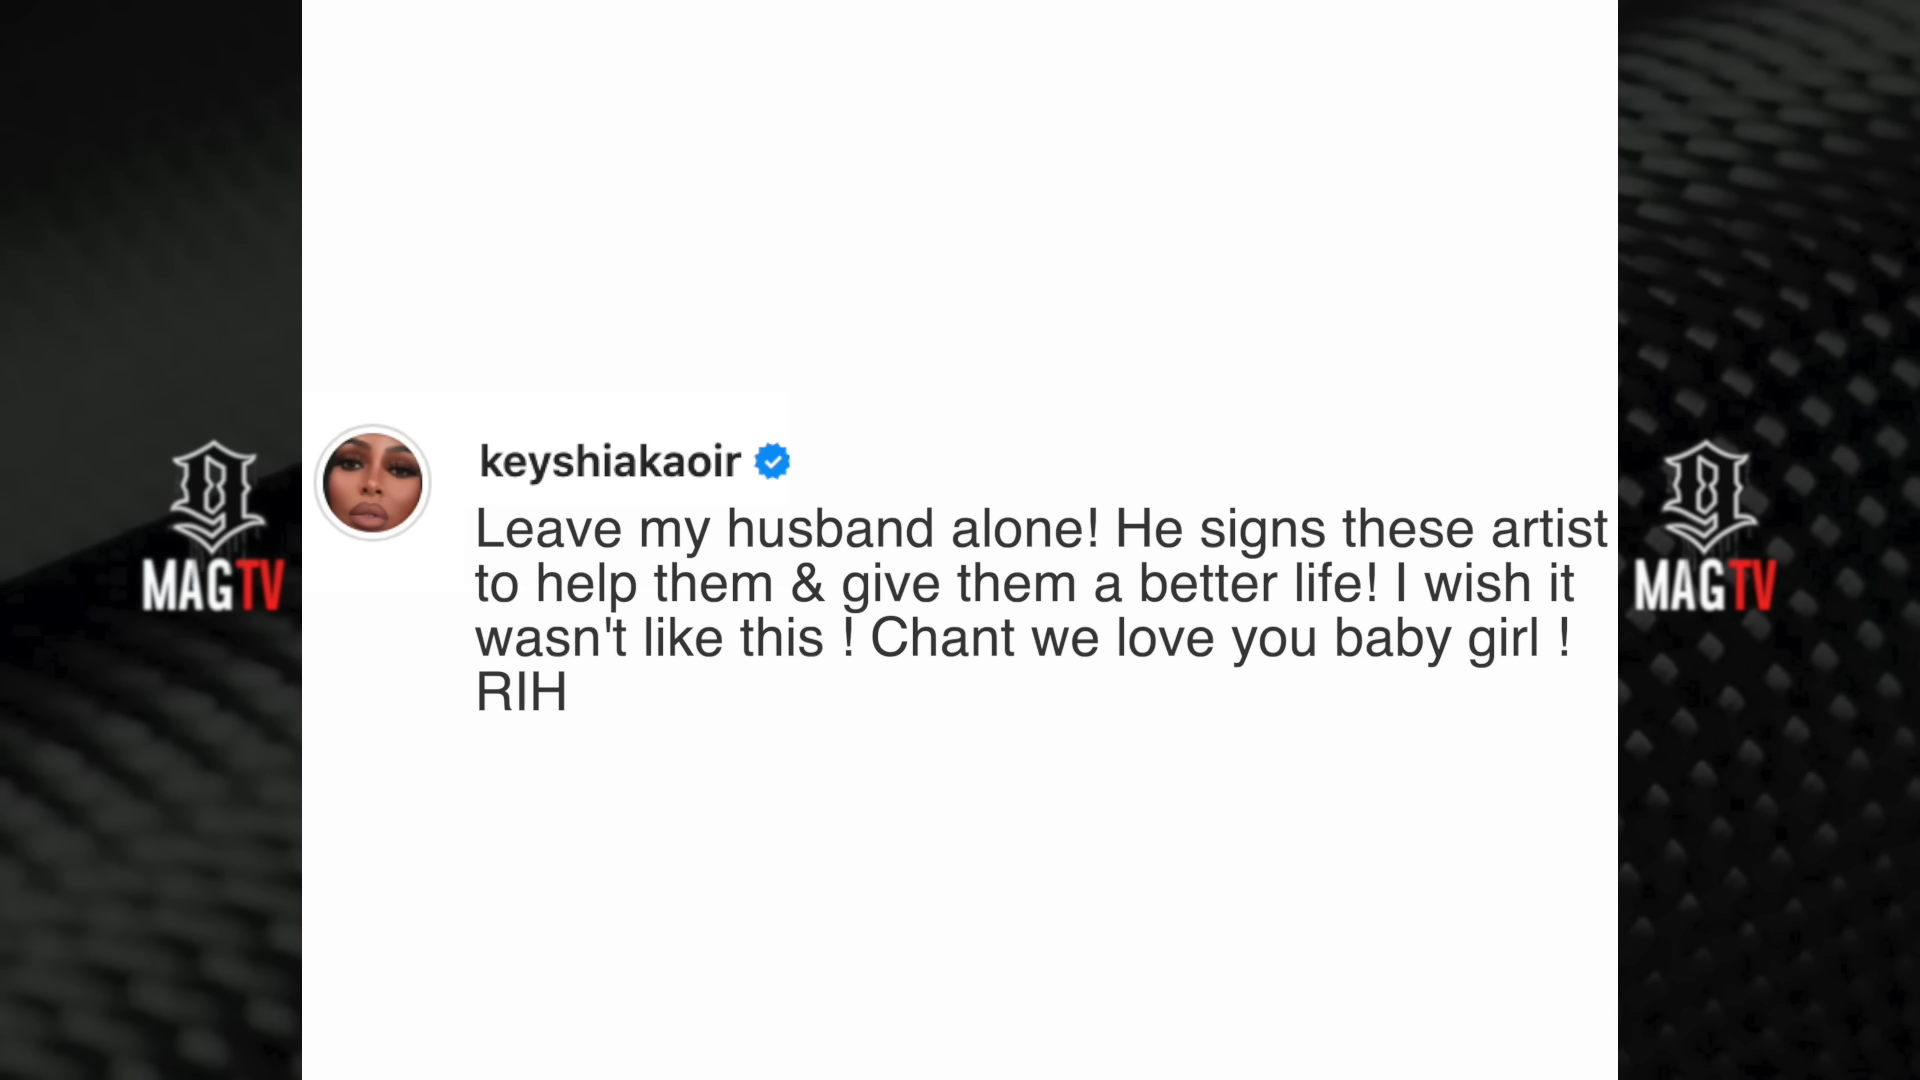 keyshiakaoir
Leave my husband alone! He signs these artist
to help them & give them a better life! I wish it
wasn't like this ! Chant we love you baby girl !
RIH
MAGTV
MAGTV